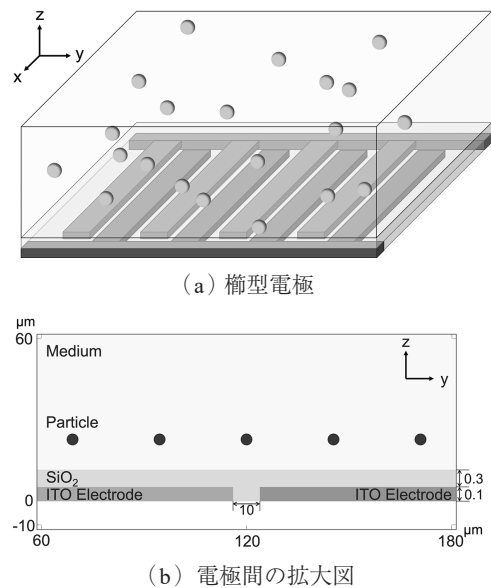 z
y
x
(a)櫛型電極
μm
60
Medium
z
y
Particle
SiO2
0.3
ITO Electrode
ITO Electrode
0.1
0
10
-10
μm
60
120
180
(b) 電極間の拡大図